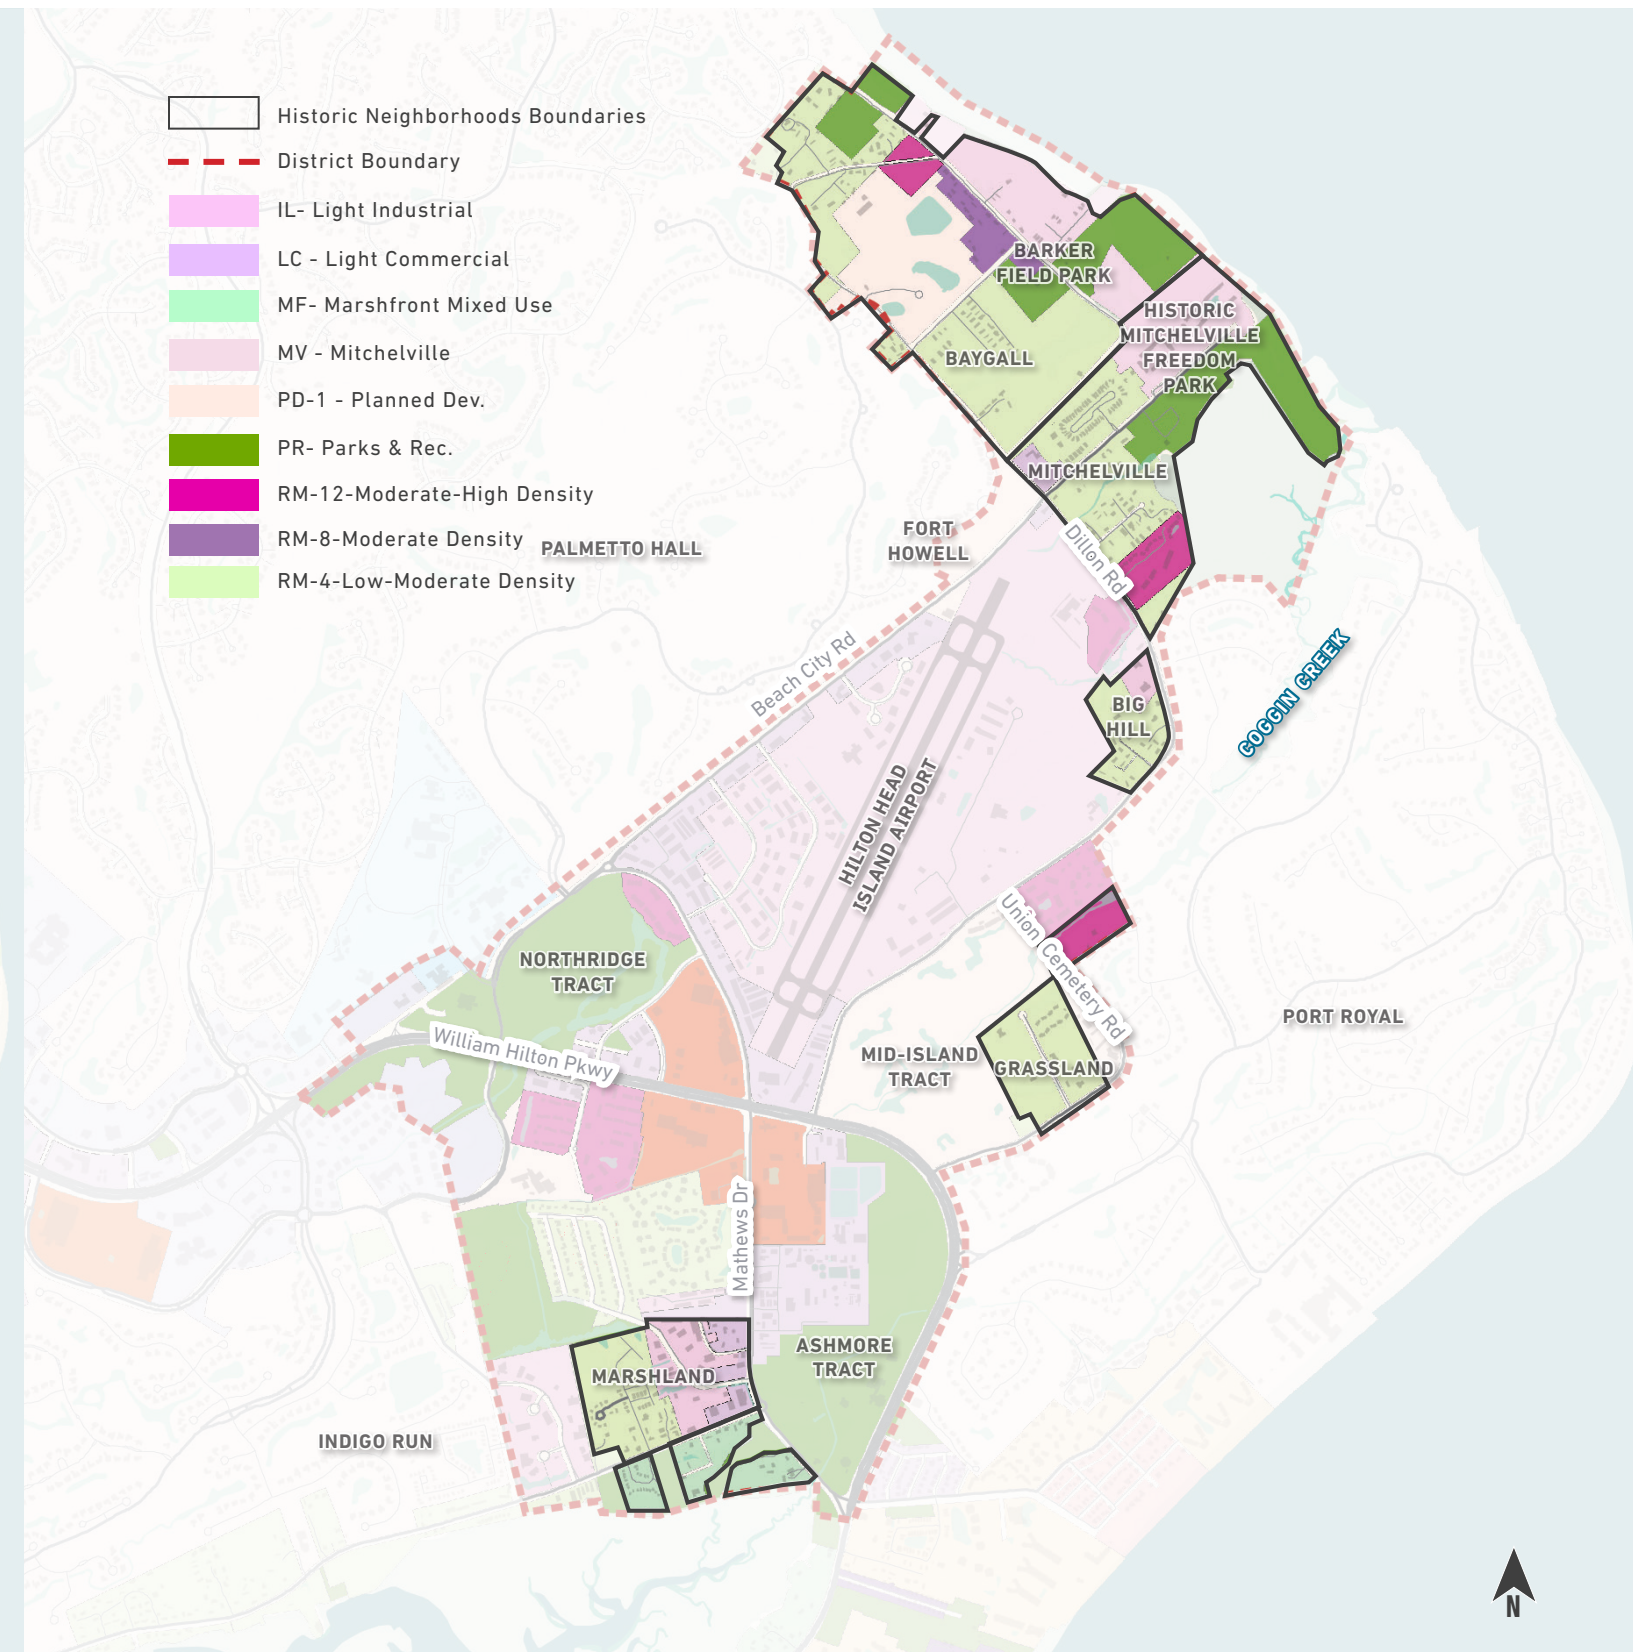 Historic Neighborhoods Boundaries
District Boundary
IL- Light Industrial
LC - Light Commercial
MF- Marshfront Mixed Use
MV - Mitchelville
PD-1 - Planned Dev.
PR- Parks & Rec.
RM-12-Moderate-High Density
RM-8-Moderate Density
RM-4-Low-Moderate Density
BARKER
FIELD PARK
HISTORIC
MITCHELVILLE
FREEDOM
PARK
BAYGALL
MITCHELVILLE
FORT
HOWELL
PALMETTO HALL
Dillon Rd
Beach City Rd
COGGIN CREEK
BIG
HILL
HILTON HEAD
ISLAND AIRPORT
Union Cemetery Rd
NORTHRIDGE
TRACT
PORT ROYAL
William Hilton Pkwy
MID-ISLAND
TRACT
GRASSLAND
Mathews Dr
ASHMORE
TRACT
MARSHLAND
INDIGO RUN
N